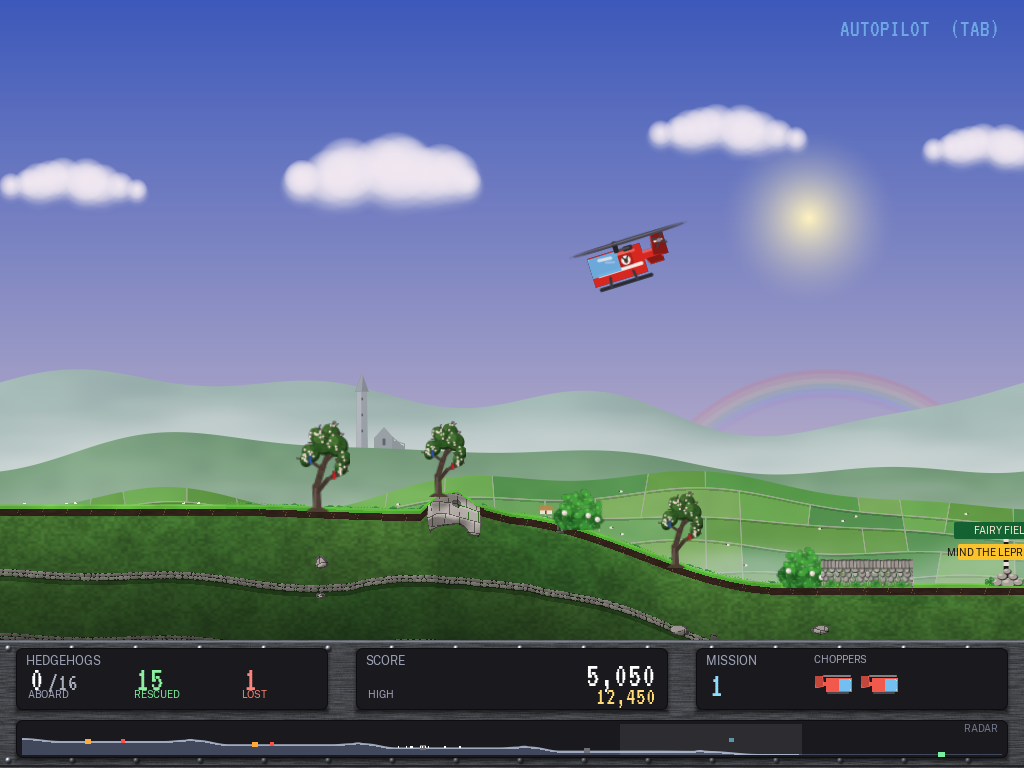 AUTOPILOT (TAB)
FAIRY FIEL
MIND THE LEPR
HEDGEHOGS
0/16
ABOARD
15
RESCUED
1
LOST
SCORE
5,050
HIGH
12,450
MISSION
1
CHOPPERS
RADAR